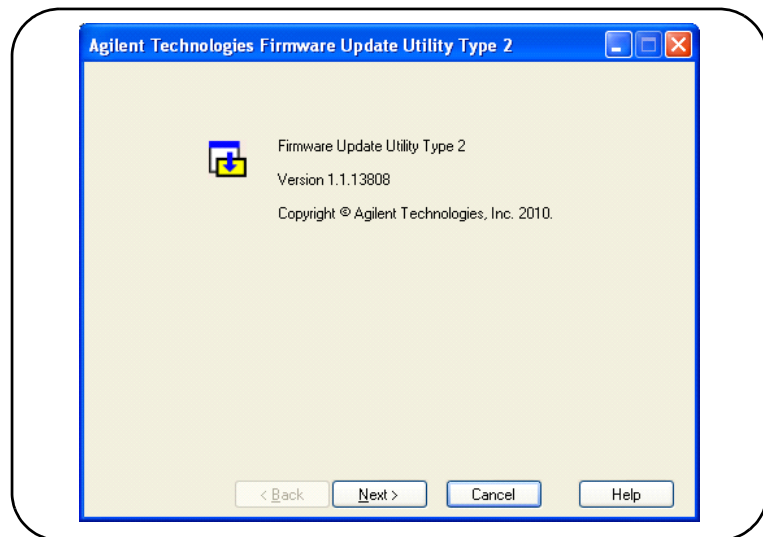 Agilent Technologies Firmware Update Utility Type 2
Firmware Update Utility Type 2
Version 1.1.13808
Copyright © Agilent Technologies, Inc. 2010.
< Back Next > Cancel Help